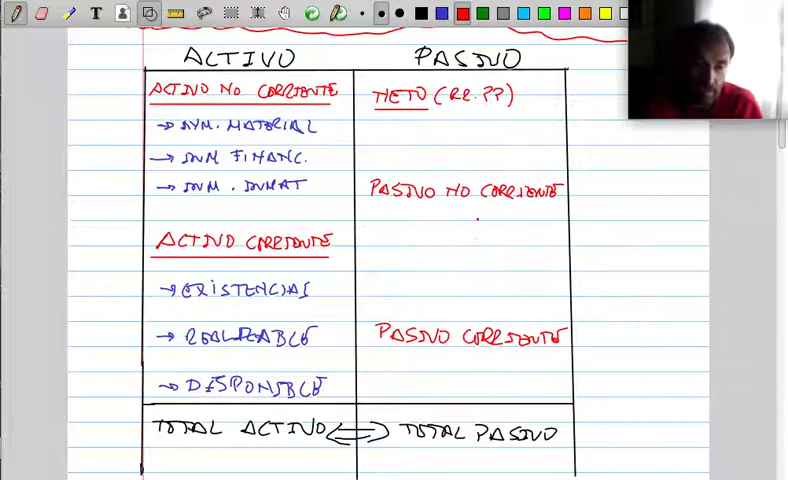 ACTIVO
PASIVO
ACTIVO NO CORRIENTE
→ INM. MATERIAL
→ INM FINANC.
→ INM. INMAT
ACTIVO CORRIENTE
→ EXISTENCIAS
→ REALIZABLE
→ DISPONIBLE
TOTAL ACTIVO
NETO (RR.PP)
PASIVO NO CORRIENTE
PASIVO CORRIENTE
TOTAL PASIVO